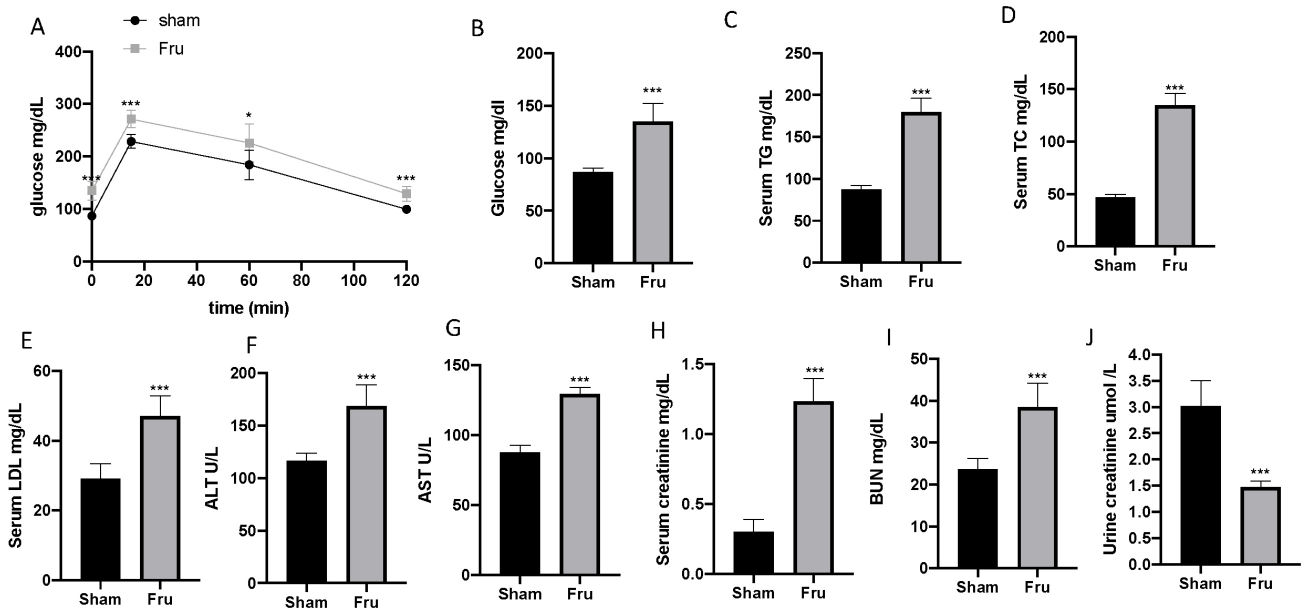 A
sham
Fru
glucose mg/dL
400
300
200
100
0
***
***
*
***
0 20 40 60 80 100 120
time (min)
B
Glucose mg/dl
200
150
100
50
0
***
Sham Fru
C
Serum TG mg/dL
250
200
150
100
50
0
***
Sham Fru
D
Serum TC mg/dL
200
150
100
50
0
***
Sham Fru
E
Serum LDL mg/dL
60
40
20
0
***
Sham Fru
F
ALT U/L
200
150
100
50
0
***
Sham Fru
G
AST U/L
150
100
50
0
***
Sham Fru
H
Serum creatinine mg/dL
1.5
1.0
0.5
0.0
***
Sham Fru
I
BUN mg/dL
50
40
30
20
10
0
***
Sham Fru
J
Urine creatinine umol /L
4.0
3.5
3.0
2.5
2.0
1.5
1.0
0.5
0.0
***
Sham Fru